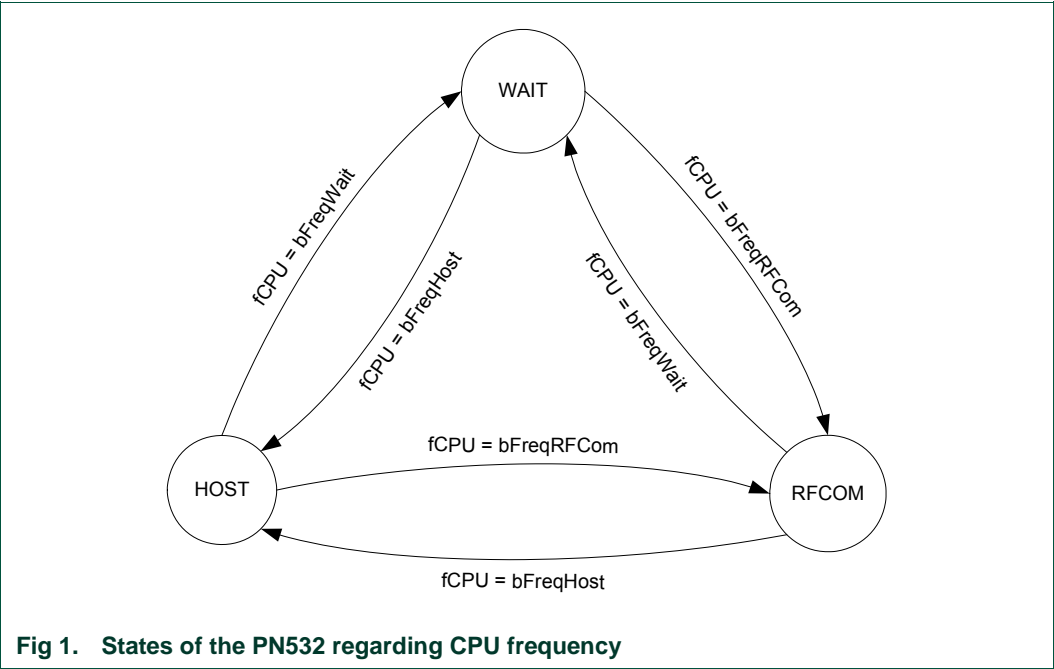 WAIT
fCPU = bFreqWait
fCPU = bFreqHost
fCPU = bFreqWait
fCPU = bFreqRFCom
fCPU = bFreqRFCom
HOST
RFCOM
fCPU = bFreqHost
Fig 1. States of the PN532 regarding CPU frequency